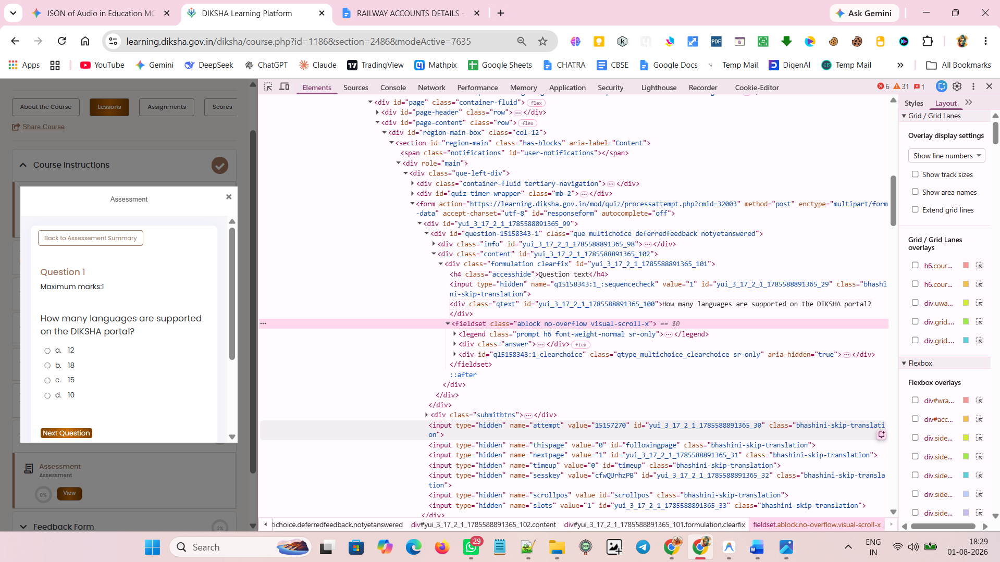 JSON of Audio in Education MC
DIKSHA Learning Platform
RAILWAY ACCOUNTS DETAILS -
Ask Gemini
learning.diksha.gov.in/diksha/course.php?id=1186&section=2486&modeActive=7635
PDF
Apps
YouTube
Gemini
DeepSeek
ChatGPT
Claude
TradingView
Mathpix
Google Sheets
CHATRA
CBSE
Google Docs
Temp Mail
DigenAI
Temp Mail
All Bookmarks
About the Course
Lessons
Assignments
Scores
Share Course
Course Instructions
Assessment
Back to Assessement Summary
Question 1
Maximum marks:1
How many languages are supported
on the DIKSHA portal?
a. 12
b. 18
c. 15
d. 10
Next Question
Assessment
Assessment
0%
View
Feedback Form
0%
Elements
Sources
Console
Network
Performance
Memory
Application
Security
Lighthouse
Recorder
Cookie-Editor
6
31
1
<div id="page" class="container-fluid"> flex
<div id="page-header" class="row"> … </div>
<div id="page-content" class="row"> flex
<div id="region-main-box" class="col-12">
<section id="region-main" class="has-blocks" aria-label="Content">
<span class="notifications" id="user-notifications"></span>
<div role="main">
<div class="que-left-div">
<div class="container-fluid tertiary-navigation"> … </div>
<div id="quiz-timer-wrapper" class="mb-2"> … </div>
<form action="https://learning.diksha.gov.in/mod/quiz/processattempt.php?cmid=32003" method="post" enctype="multipart/form
-data" accept-charset="utf-8" id="responseform" autocomplete="off">
<div id="yui_3_17_2_1_1785588891365_99">
<div id="question-15158343-1" class="que multichoice deferredfeedback notyetanswered">
<div class="info" id="yui_3_17_2_1_1785588891365_98"> … </div>
<div class="content" id="yui_3_17_2_1_1785588891365_102">
<div class="formulation clearfix" id="yui_3_17_2_1_1785588891365_101">
<h4 class="accesshide">Question text</h4>
<input type="hidden" name="q15158343:1_:sequencecheck" value="1" id="yui_3_17_2_1_1785588891365_29" class="bhashi
ni-skip-translation">
<div class="qtext" id="yui_3_17_2_1_1785588891365_100">How many languages are supported on the DIKSHA portal?
</div>
<fieldset class="ablock no-overflow visual-scroll-x"> == $0
<legend class="prompt h6 font-weight-normal sr-only"> … </legend>
<div class="answer"> … </div> flex
<div id="q15158343:1_clearchoice" class="qtype_multichoice_clearchoice sr-only" aria-hidden="true"> … </div>
</fieldset>
::after
</div>
</div>
</div>
<div class="submitbtns"> … </div>
<input type="hidden" name="attempt" value="15157270" id="yui_3_17_2_1_1785588891365_30" class="bhashini-skip-translati
on">
<input type="hidden" name="thispage" value="0" id="followingpage" class="bhashini-skip-translation">
<input type="hidden" name="nextpage" value="1" id="yui_3_17_2_1_1785588891365_31" class="bhashini-skip-translation">
<input type="hidden" name="timeup" value="0" id="timeup" class="bhashini-skip-translation">
<input type="hidden" name="sesskey" value="cfwQUrhzPB" id="yui_3_17_2_1_1785588891365_32" class="bhashini-skip-transla
tion">
<input type="hidden" name="scrollpos" value id="scrollpos" class="bhashini-skip-translation">
<input type="hidden" name="slots" value="1" id="yui_3_17_2_1_1785588891365_33" class="bhashini-skip-translation">
</div>
tichoice.deferredfeedback.notyetanswered
div#yui_3_17_2_1_1785588891365_102.content
div#yui_3_17_2_1_1785588891365_101.formulation.clearfix
fieldset.ablock.no-overflow.visual-scroll-x
Styles
Layout
Grid / Grid Lanes
Overlay display settings
Show line numbers
Show track sizes
Show area names
Extend grid lines
Grid / Grid Lanes
overlays
h6.cour...
h6.cour...
div.uwa...
div.grid....
div.grid....
Flexbox
Flexbox overlays
div#wra...
div#acc...
div.side...
div.side...
div.side...
div.side...
div.side...
Search
29
OCR
ENG
IN
18:29
01-08-2026